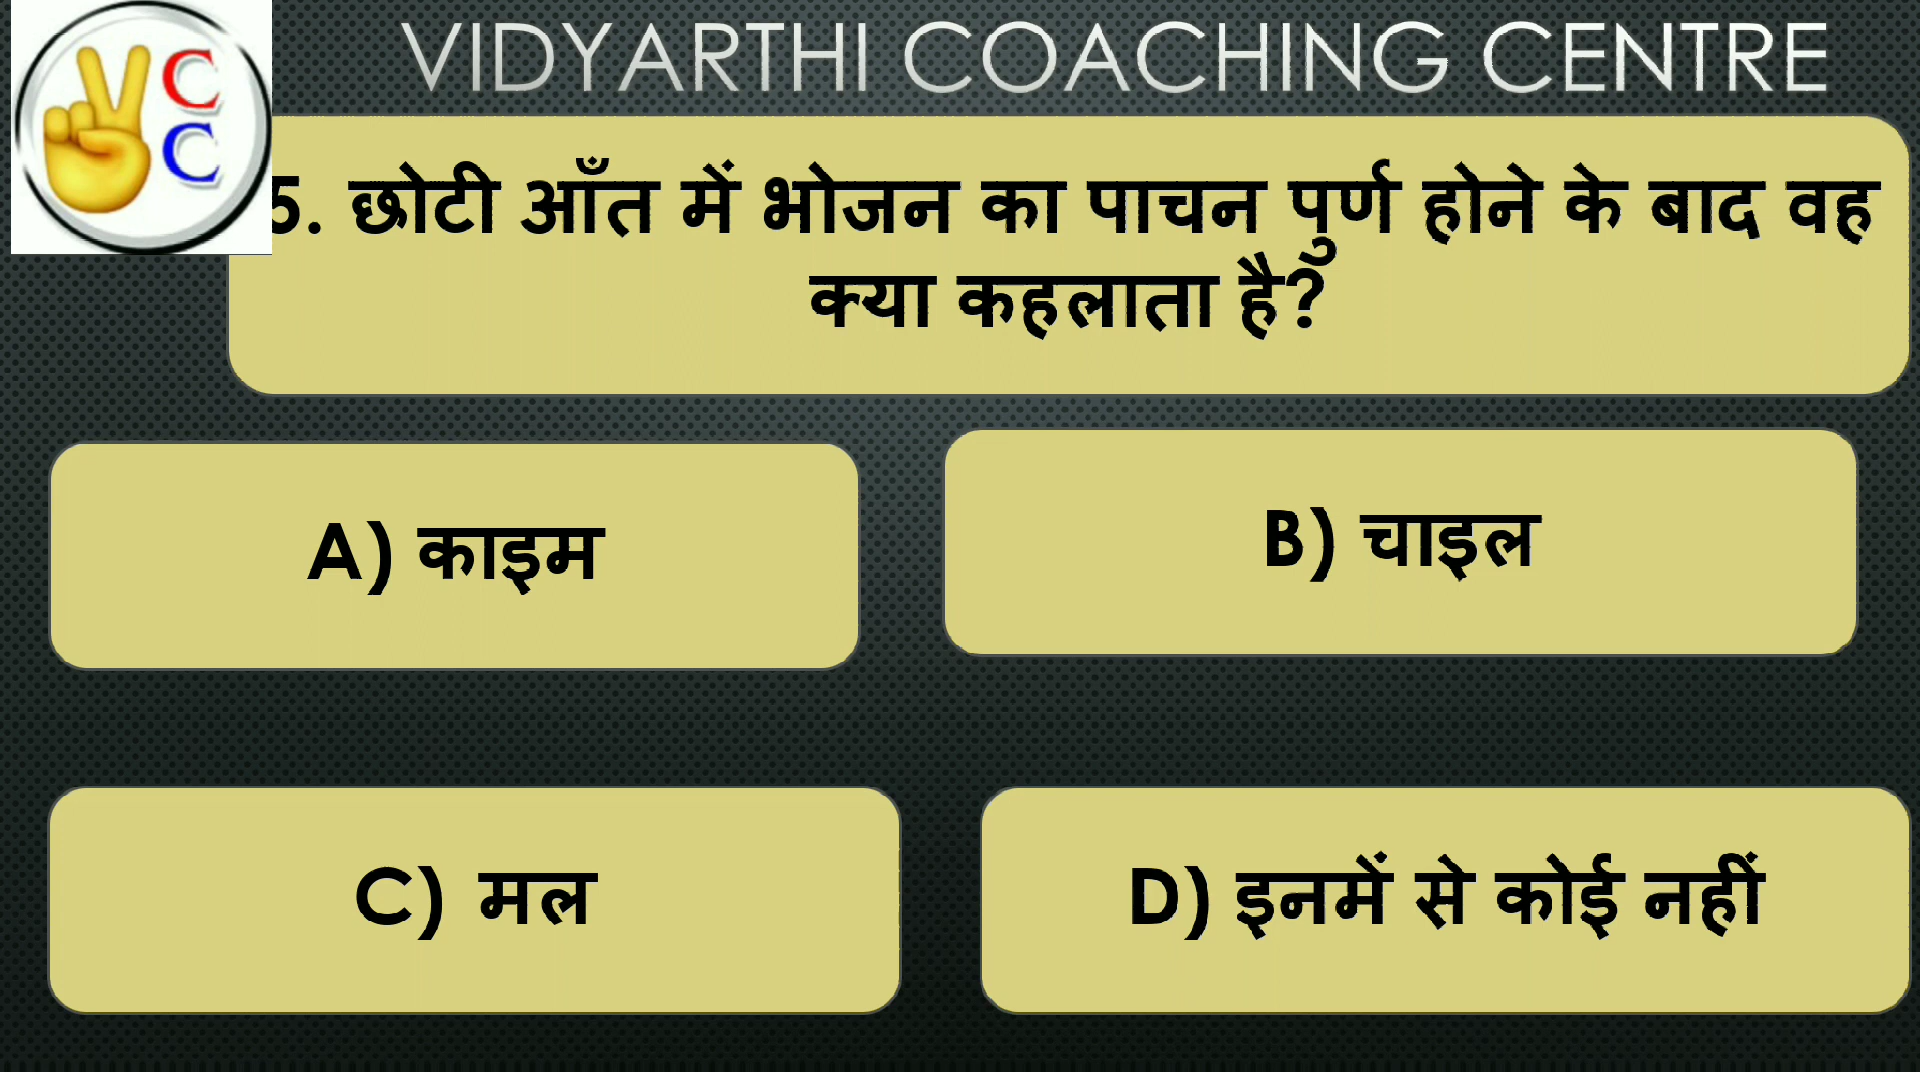 VIDYARTHI COACHING CENTRE
C
C
5. छोटी आँत में भोजन का पाचन पुर्ण होने के बाद वह
क्या कहलाता है?
A) काइम
B) चाइल
C) मल
D) इनमें से कोई नहीं